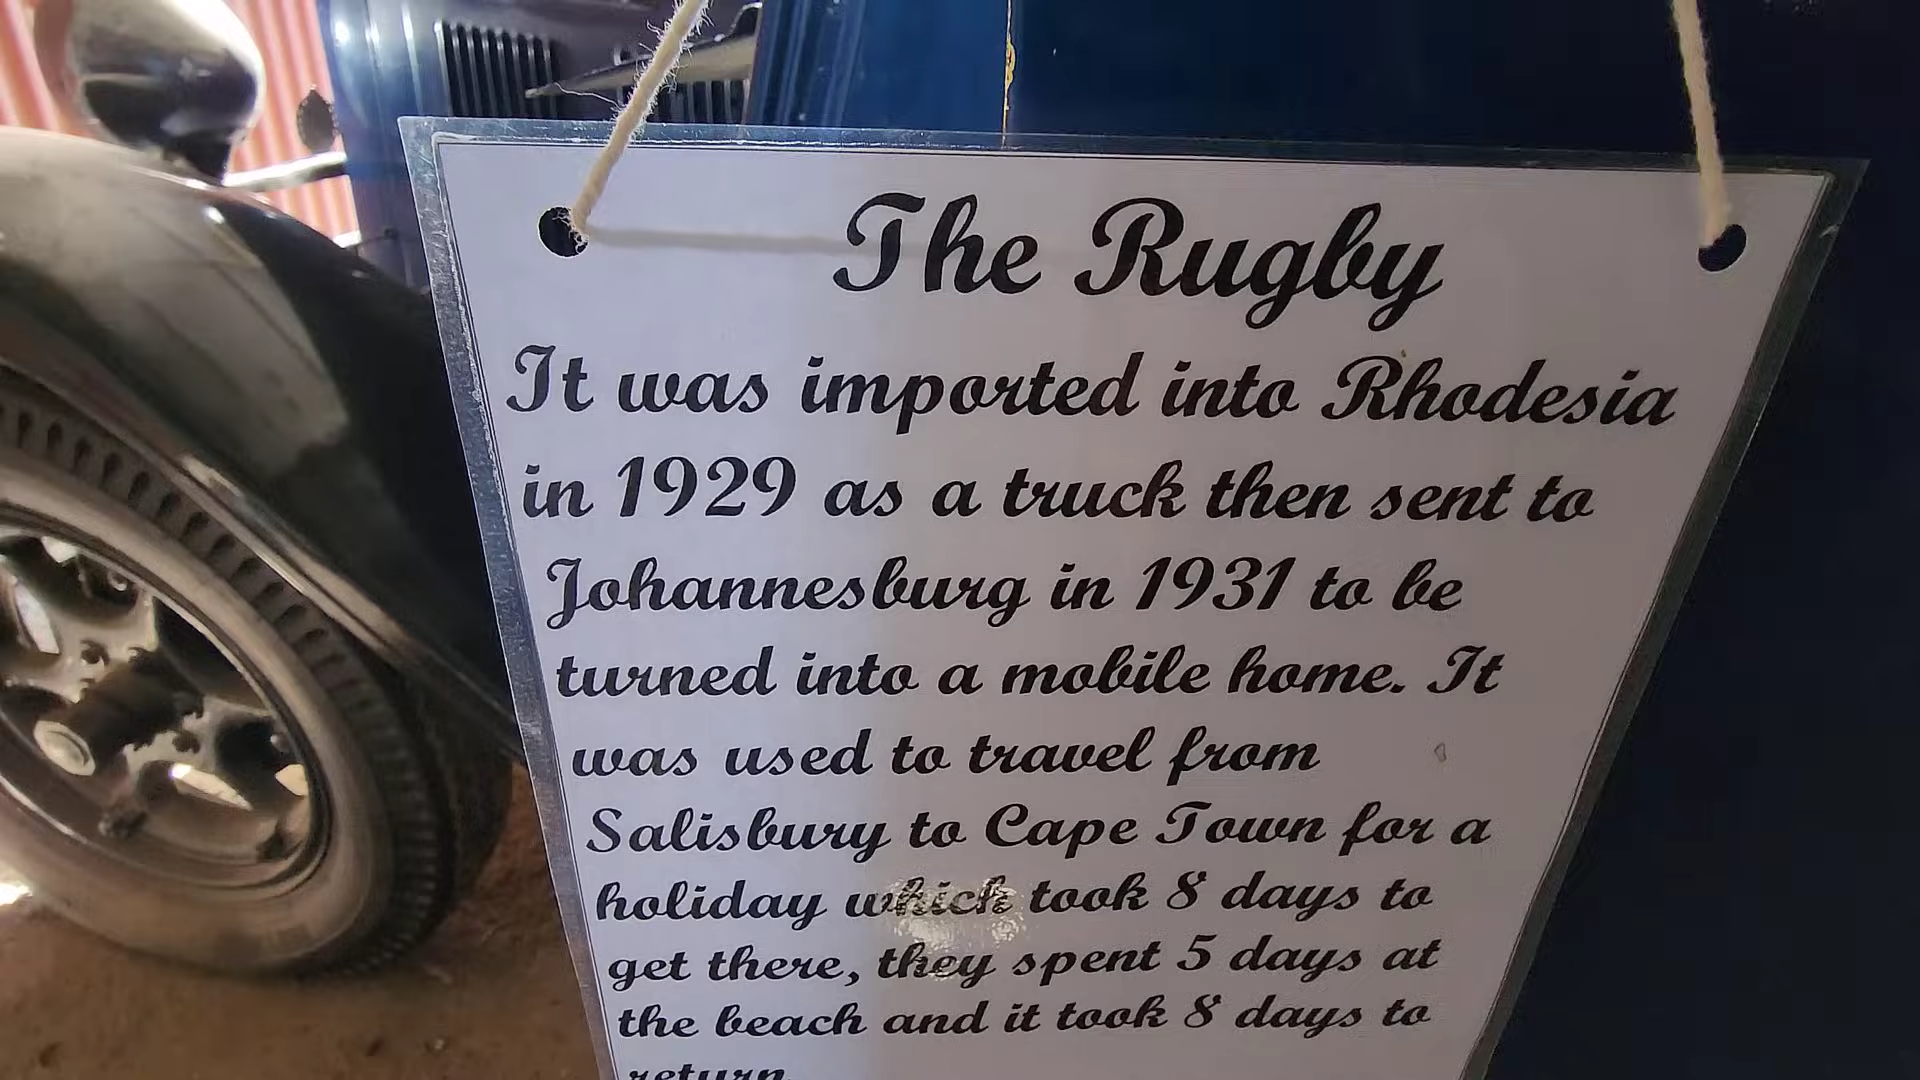 The Rugby
It was imported into Rhodesia
in 1929 as a truck then sent to
Johannesburg in 1931 to be
turned into a mobile home. It
was used to travel from
Salisbury to Cape Town for a
holiday which took 8 days to
get there, they spent 5 days at
the beach and it took 8 days to
return.